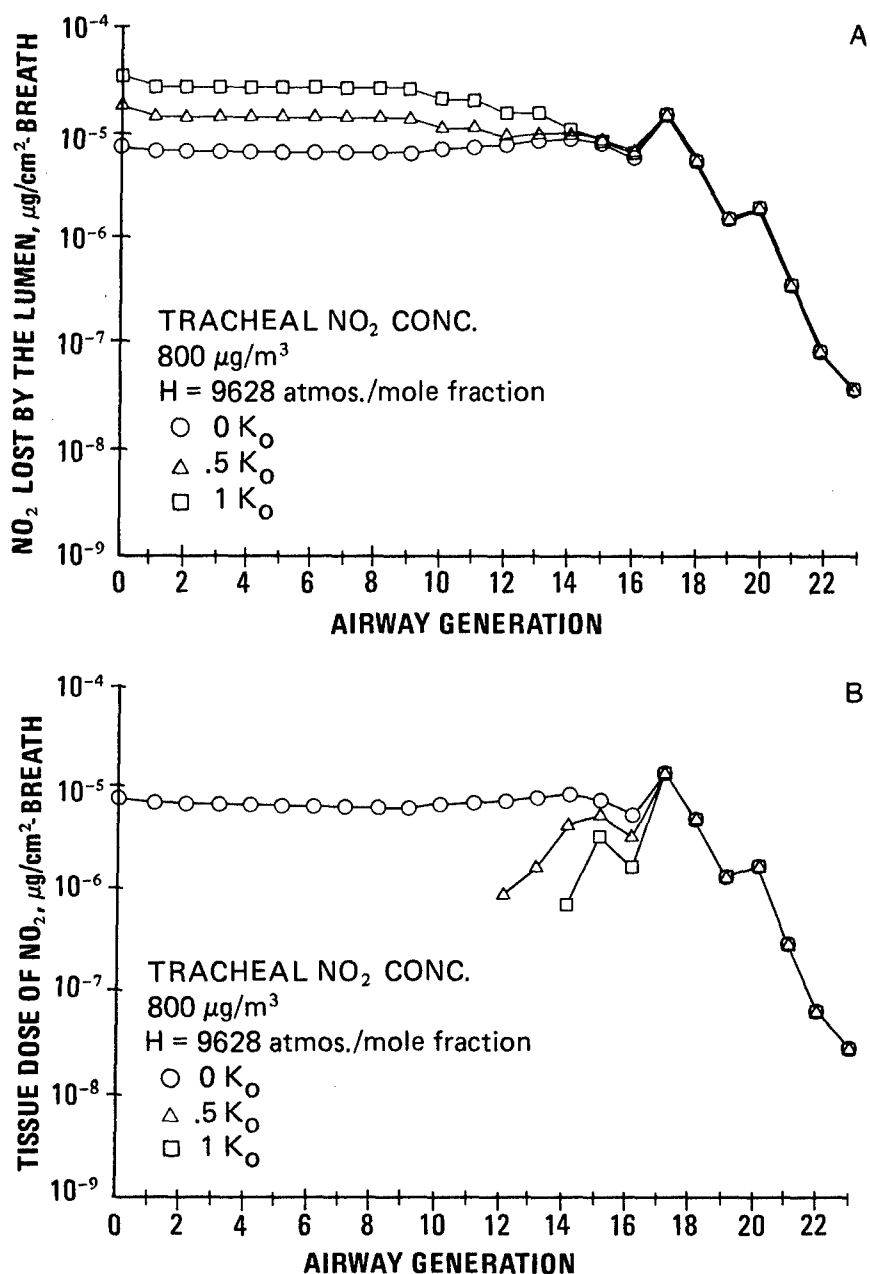 A
NO₂ LOST BY THE LUMEN, µg/cm²-BREATH
10⁻⁴
10⁻⁵
10⁻⁶
10⁻⁷
10⁻⁸
10⁻⁹
TRACHEAL NO₂ CONC.
800 µg/m³
H = 9628 atmos./mole fraction
0 K₀
.5 K₀
1 K₀
0 2 4 6 8 10 12 14 16 18 20 22
AIRWAY GENERATION
B
TISSUE DOSE OF NO₂, µg/cm²-BREATH
10⁻⁴
10⁻⁵
10⁻⁶
10⁻⁷
10⁻⁸
10⁻⁹
TRACHEAL NO₂ CONC.
800 µg/m³
H = 9628 atmos./mole fraction
0 K₀
.5 K₀
1 K₀
0 2 4 6 8 10 12 14 16 18 20 22
AIRWAY GENERATION